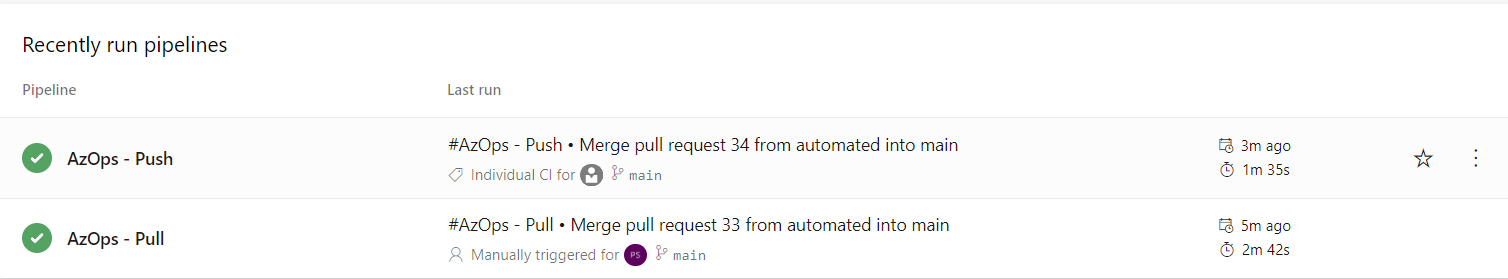 Recently run pipelines
Pipeline Last run
AzOps - Push #AzOps - Push • Merge pull request 34 from automated into main 3m ago
Individual CI for main 1m 35s
AzOps - Pull #AzOps - Pull • Merge pull request 33 from automated into main 5m ago
Manually triggered for PS main 2m 42s